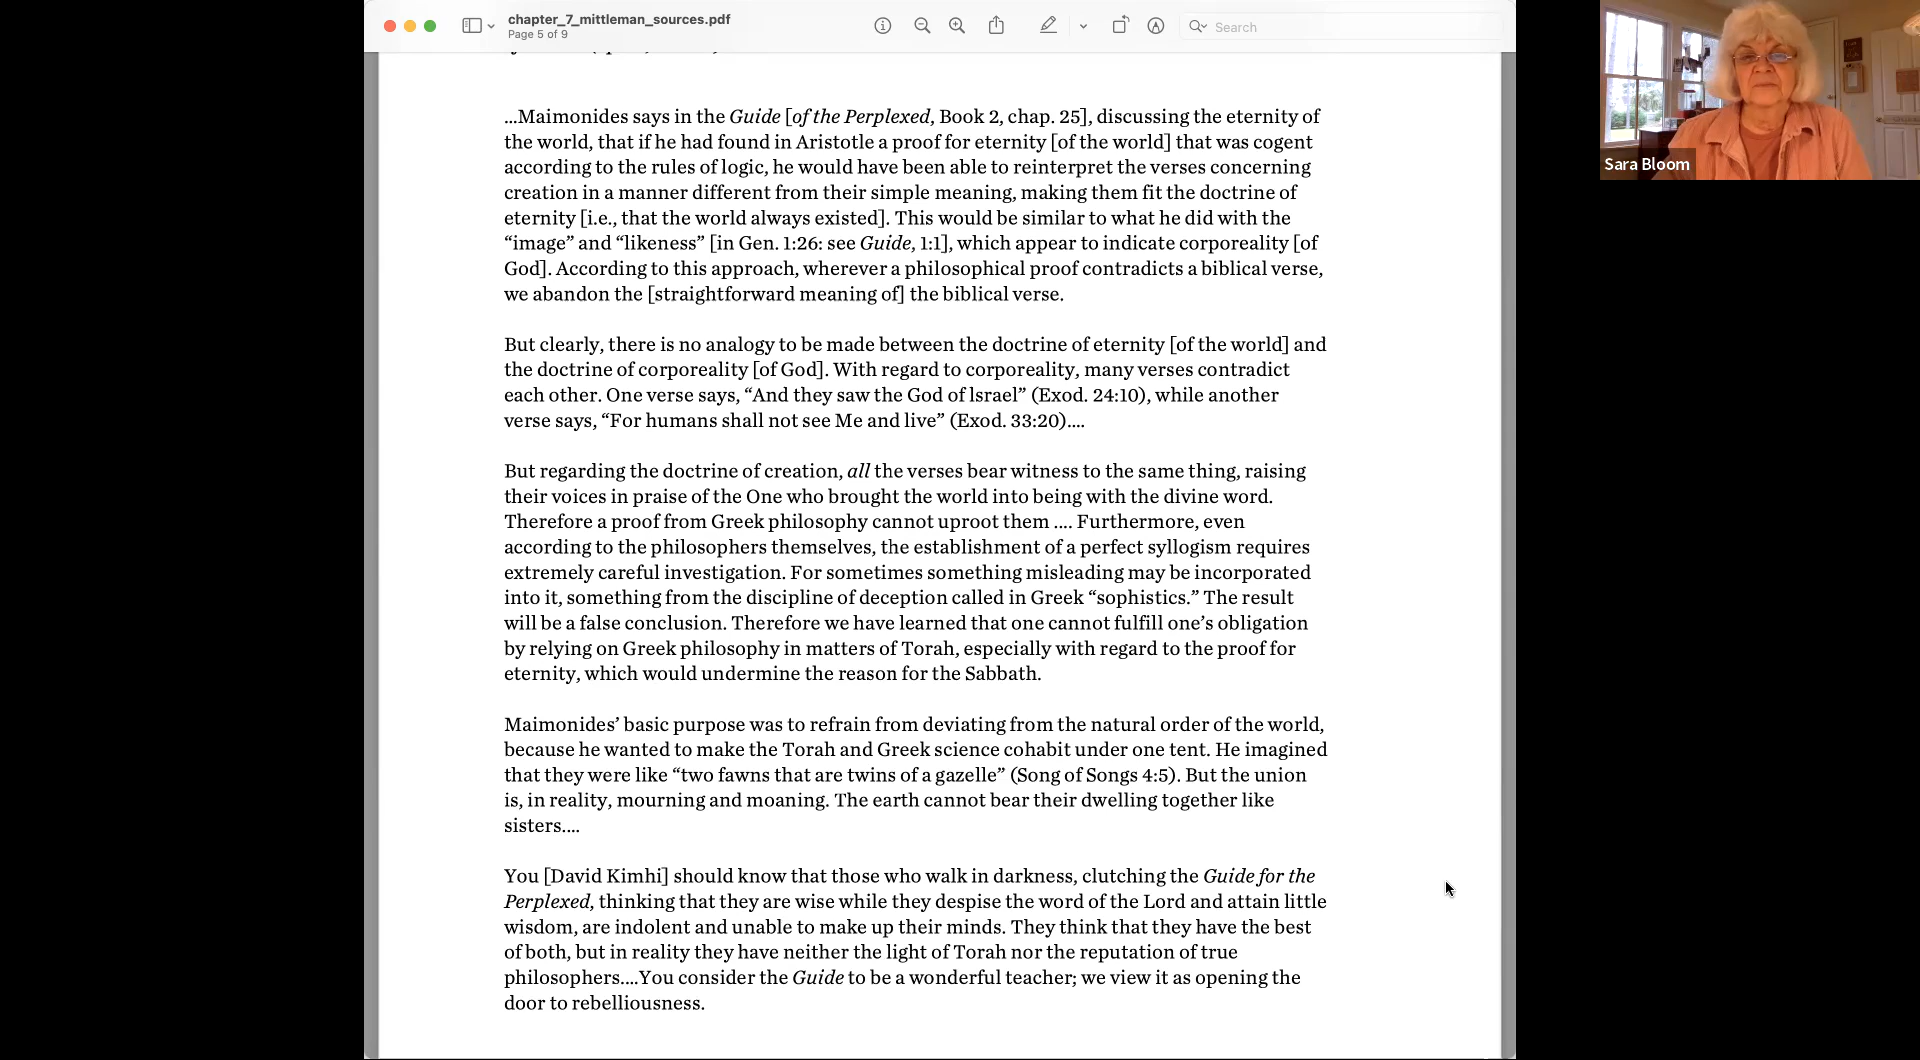 chapter_7_mittleman_sources.pdf
Page 5 of 9
Search
Sara Bloom
...Maimonides says in the Guide [of the Perplexed, Book 2, chap. 25], discussing the eternity of
the world, that if he had found in Aristotle a proof for eternity [of the world] that was cogent
according to the rules of logic, he would have been able to reinterpret the verses concerning
creation in a manner different from their simple meaning, making them fit the doctrine of
eternity [i.e., that the world always existed]. This would be similar to what he did with the
“image” and “likeness” [in Gen. 1:26: see Guide, 1:1], which appear to indicate corporeality [of
God]. According to this approach, wherever a philosophical proof contradicts a biblical verse,
we abandon the [straightforward meaning of] the biblical verse.
But clearly, there is no analogy to be made between the doctrine of eternity [of the world] and
the doctrine of corporeality [of God]. With regard to corporeality, many verses contradict
each other. One verse says, “And they saw the God of lsrael” (Exod. 24:10), while another
verse says, “For humans shall not see Me and live” (Exod. 33:20)....
But regarding the doctrine of creation, all the verses bear witness to the same thing, raising
their voices in praise of the One who brought the world into being with the divine word.
Therefore a proof from Greek philosophy cannot uproot them .... Furthermore, even
according to the philosophers themselves, the establishment of a perfect syllogism requires
extremely careful investigation. For sometimes something misleading may be incorporated
into it, something from the discipline of deception called in Greek “sophistics.” The result
will be a false conclusion. Therefore we have learned that one cannot fulfill one’s obligation
by relying on Greek philosophy in matters of Torah, especially with regard to the proof for
eternity, which would undermine the reason for the Sabbath.
Maimonides’ basic purpose was to refrain from deviating from the natural order of the world,
because he wanted to make the Torah and Greek science cohabit under one tent. He imagined
that they were like “two fawns that are twins of a gazelle” (Song of Songs 4:5). But the union
is, in reality, mourning and moaning. The earth cannot bear their dwelling together like
sisters....
You [David Kimhi] should know that those who walk in darkness, clutching the Guide for the
Perplexed, thinking that they are wise while they despise the word of the Lord and attain little
wisdom, are indolent and unable to make up their minds. They think that they have the best
of both, but in reality they have neither the light of Torah nor the reputation of true
philosophers....You consider the Guide to be a wonderful teacher; we view it as opening the
door to rebelliousness.